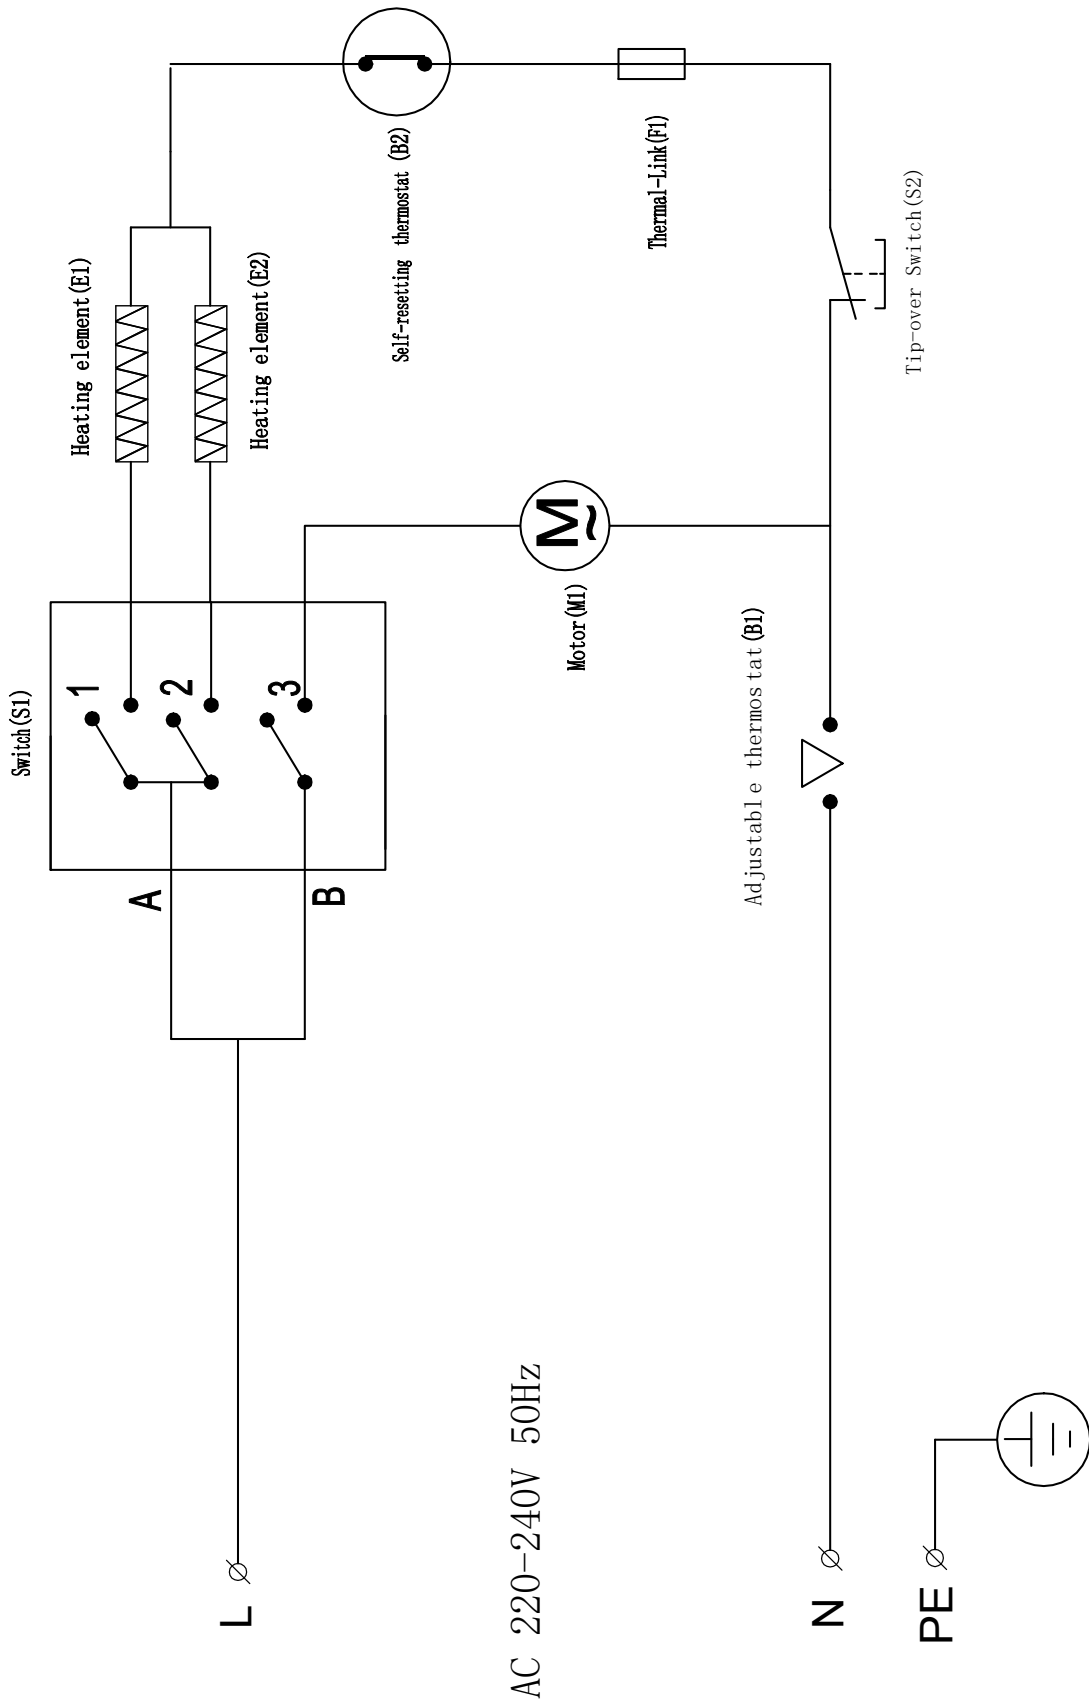 Switch(S1)
1
2
3
A
B
Heating element(E1)
Heating element(E2)
Self-resetting thermostat (B2)
Thermal-Link(F1)
Tip-over Switch(S2)
M
~
Motor(M1)
Adjustable thermostat(B1)
L
AC 220-240V 50Hz
N
PE